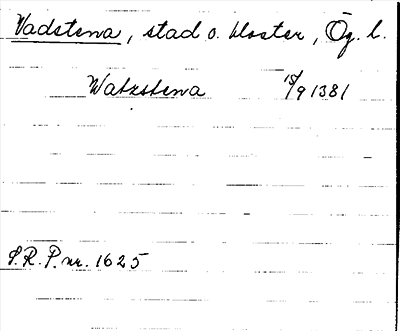 Vadstena, stad o. kloster, Ög. l.
Watzstena 15/9 1381
S.R.P. nr. 1625